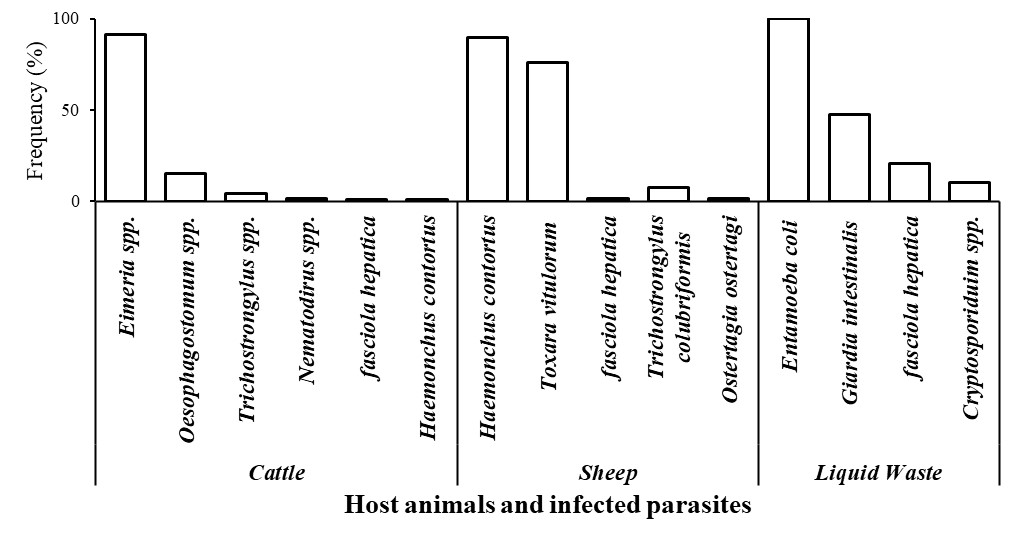 100
50
0
Frequency (%)
Eimeria spp.
Oesophagostomum spp.
Trichostrongylus spp.
Nematodirus spp.
fasciola hepatica
Haemonchus contortus
Haemonchus contortus
Toxara vitulorum
fasciola hepatica
Trichostrongylus
colubriformis
Ostertagia ostertagi
Entamoeba coli
Giardia intestinalis
fasciola hepatica
Cryptosporiduim spp.
Cattle
Sheep
Liquid Waste
Host animals and infected parasites